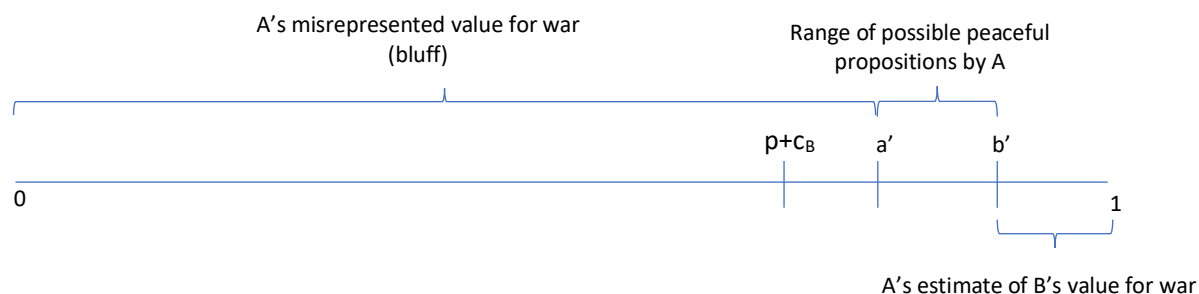 A’s misrepresented value for war
(bluff)
Range of possible peaceful
propositions by A
p+cB
a’
b’
0
1
A’s estimate of B’s value for war